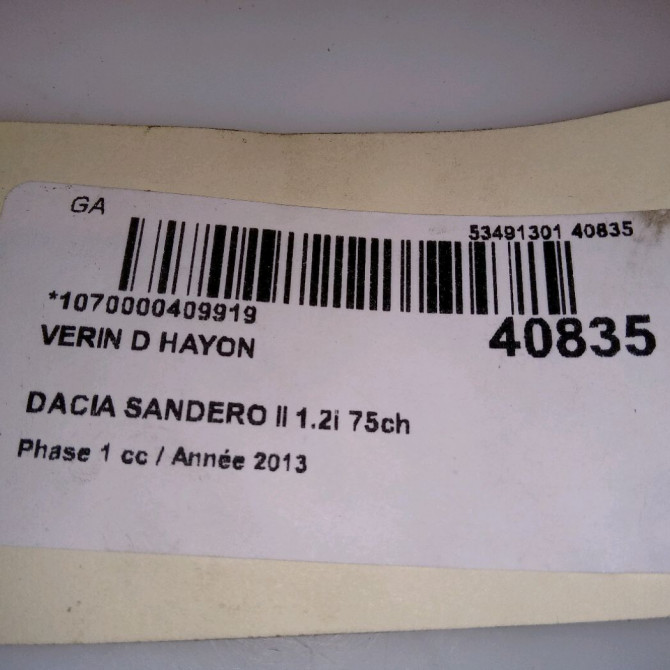 GA
53491301 40835
*1070000409919
40835
VERIN D HAYON
DACIA SANDERO II 1.2i 75ch
Phase 1 cc / Année 2013